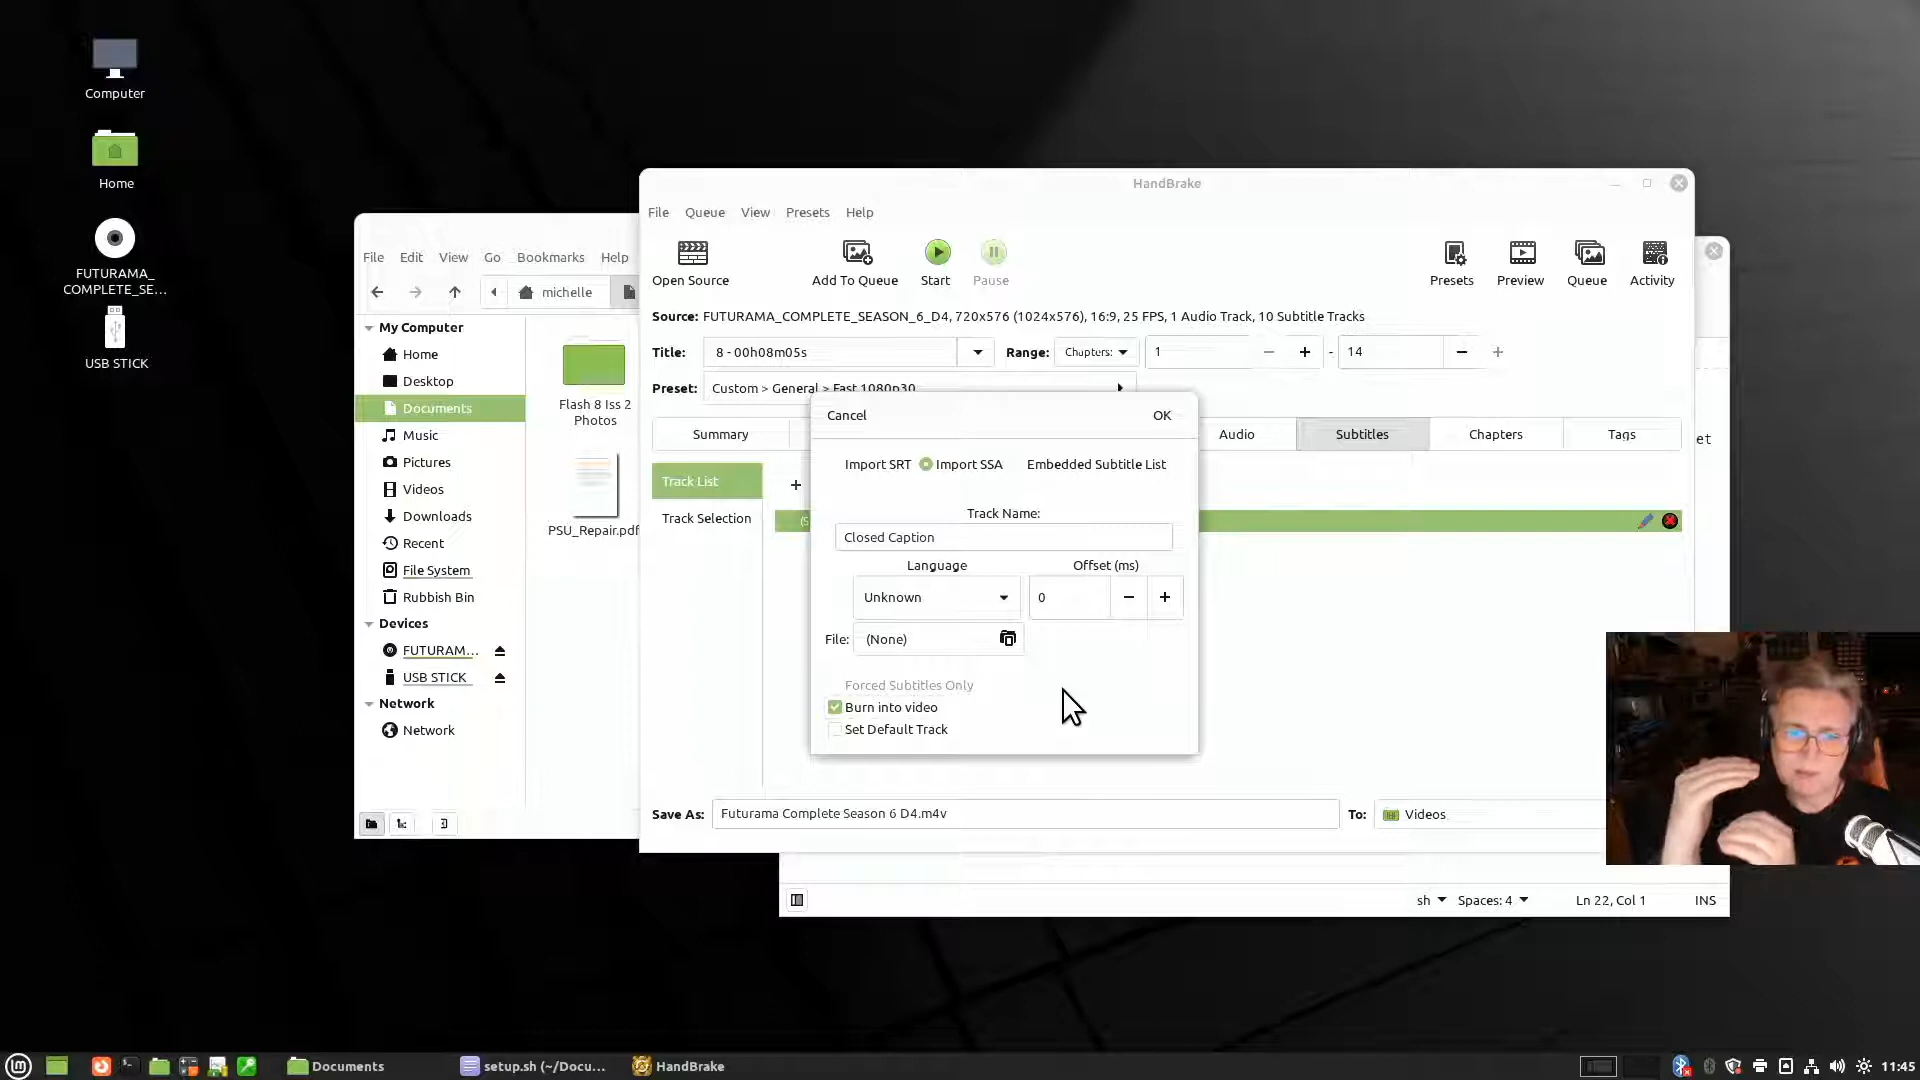 Computer
Home
FUTURAMA_
COMPLETE_SE...
USB STICK
File Edit View Go Bookmarks Help
michelle
My Computer
Home
Desktop
Documents
Music
Pictures
Videos
Downloads
Recent
File System
Rubbish Bin
Devices
FUTURAM...
USB STICK
Network
Network
Flash 8 Iss 2
Photos
PSU_Repair.pdf
HandBrake
File Queue View Presets Help
Open Source Add To Queue Start Pause Presets Preview Queue Activity
Source: FUTURAMA_COMPLETE_SEASON_6_D4, 720x576 (1024x576), 16:9, 25 FPS, 1 Audio Track, 10 Subtitle Tracks
Title: 8 - 00h08m05s Range: Chapters: 1 - 14
Preset: Custom > General > Fast 1080p30
Summary Audio Subtitles Chapters Tags
Track List
Track Selection
Cancel OK
Import SRT Import SSA Embedded Subtitle List
Track Name:
Closed Caption
Language Offset (ms)
Unknown 0
File: (None)
Forced Subtitles Only
Burn into video
Set Default Track
Save As: Futurama Complete Season 6 D4.m4v To: Videos
sh Spaces: 4 Ln 22, Col 1 INS
Documents setup.sh (~/Docu... HandBrake 11:45